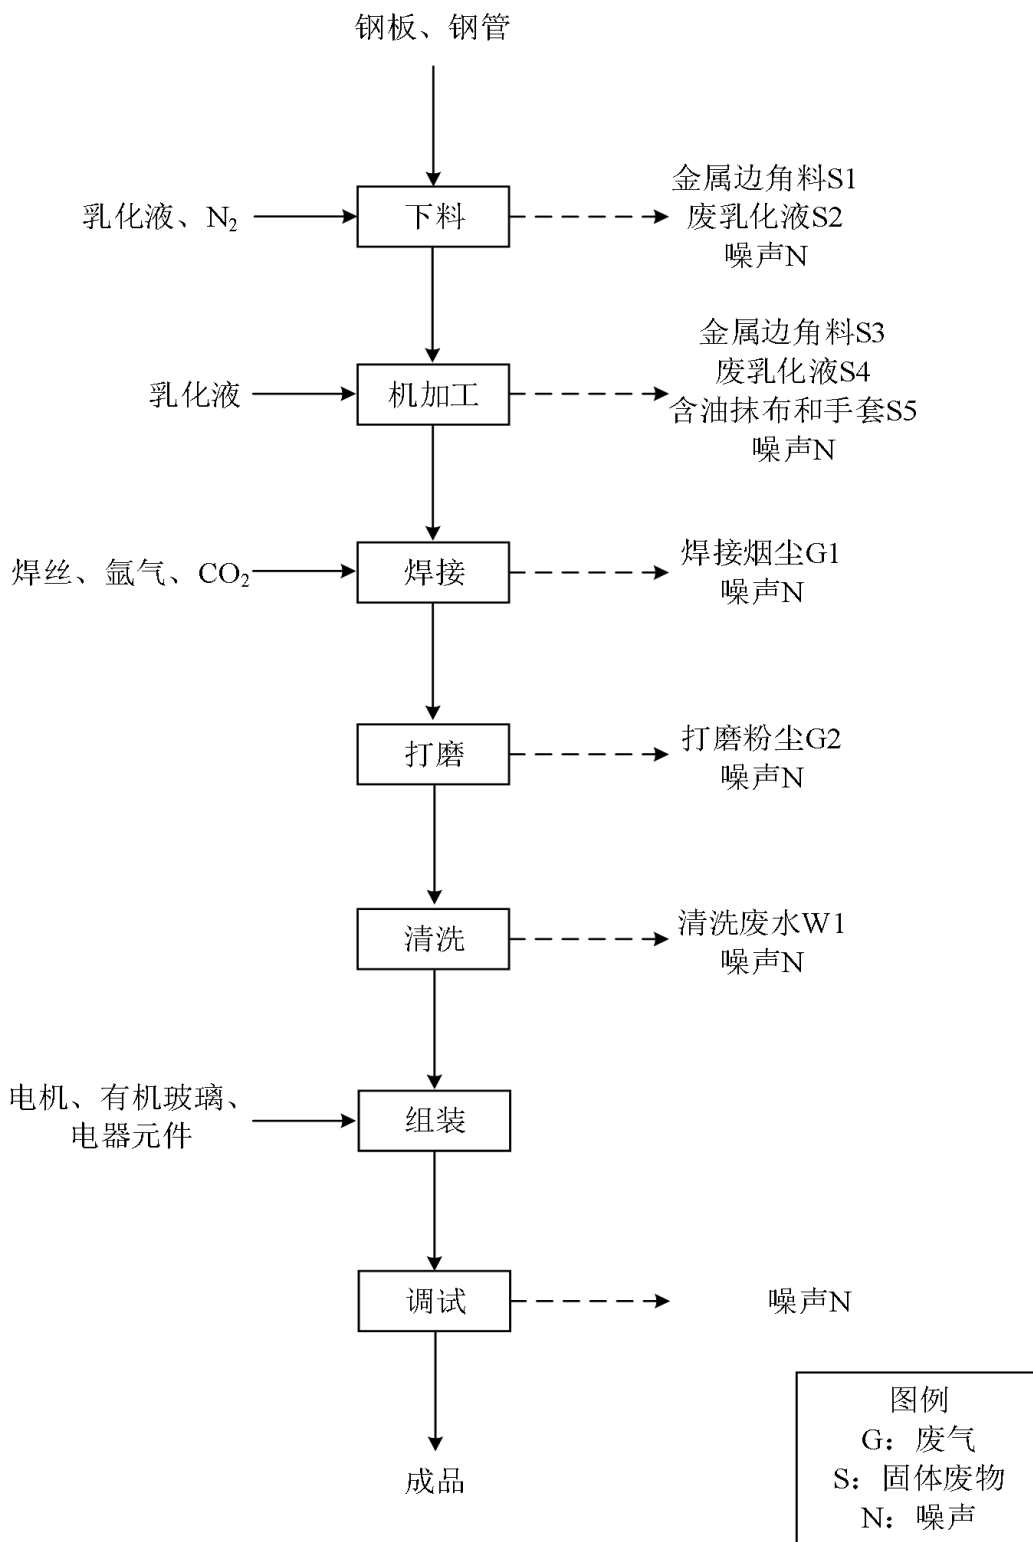 钢板、钢管
乳化液、N₂
下料
金属边角料S1
废乳化液S2
噪声N
乳化液
机加工
金属边角料S3
废乳化液S4
含油抹布和手套S5
噪声N
焊丝、氩气、CO₂
焊接
焊接烟尘G1
噪声N
打磨
打磨粉尘G2
噪声N
清洗
清洗废水W1
噪声N
电机、有机玻璃、
电器元件
组装
调试
噪声N
成品
图例
G：废气
S：固体废物
N：噪声